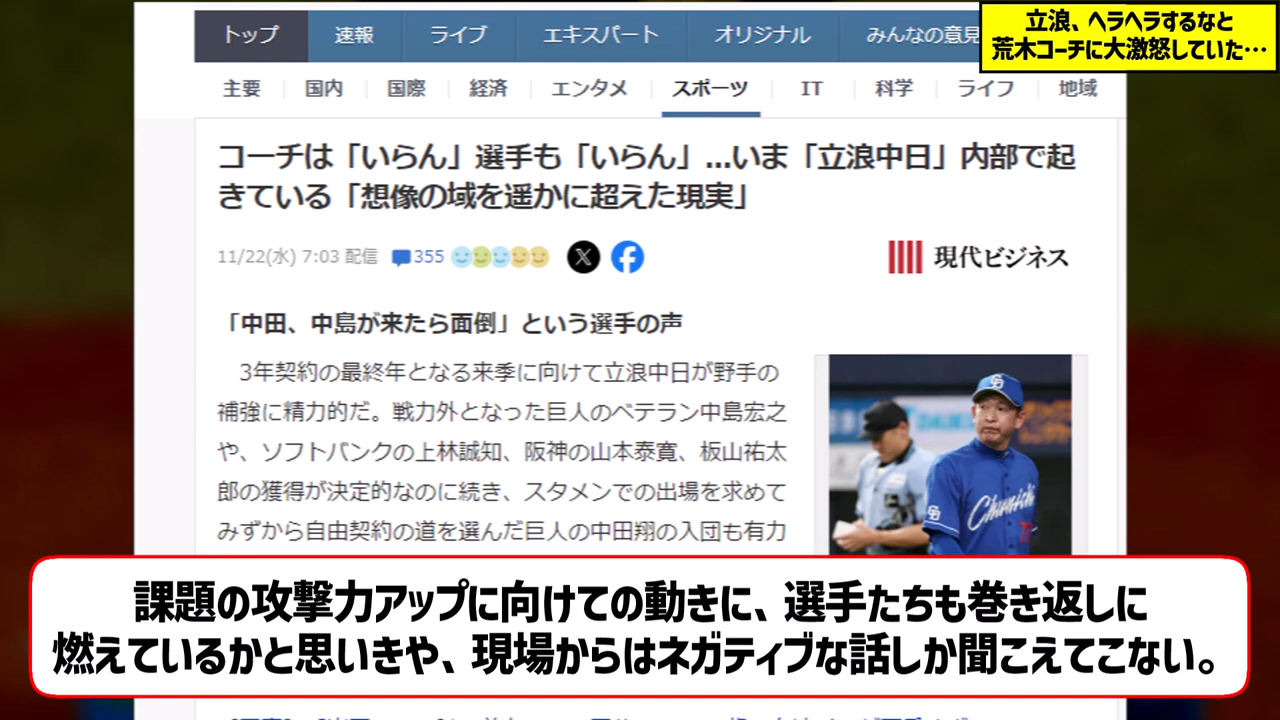 トップ
速報
ライブ
エキスパート
オリジナル
みんなの意見
立浪、ヘラヘラするなと
荒木コーチに大激怒していた…
主要
国内
国際
経済
エンタメ
スポーツ
IT
科学
ライフ
地域
コーチは「いらん」選手も「いらん」...いま「立浪中日」内部で起
きている「想像の域を遥かに超えた現実」
11/22(水) 7:03 配信
355
現代ビジネス
「中田、中島が来たら面倒」という選手の声
3年契約の最終年となる来季に向けて立浪中日が野手の
補強に精力的だ。戦力外となった巨人のベテラン中島宏之
や、ソフトバンクの上林誠知、阪神の山本泰寛、板山祐太
郎の獲得が決定的なのに続き、スタメンでの出場を求めて
みずから自由契約の道を選んだ巨人の中田翔の入団も有力
課題の攻撃力アップに向けての動きに、選手たちも巻き返しに
燃えているかと思いきや、現場からはネガティブな話しか聞こえてこない。